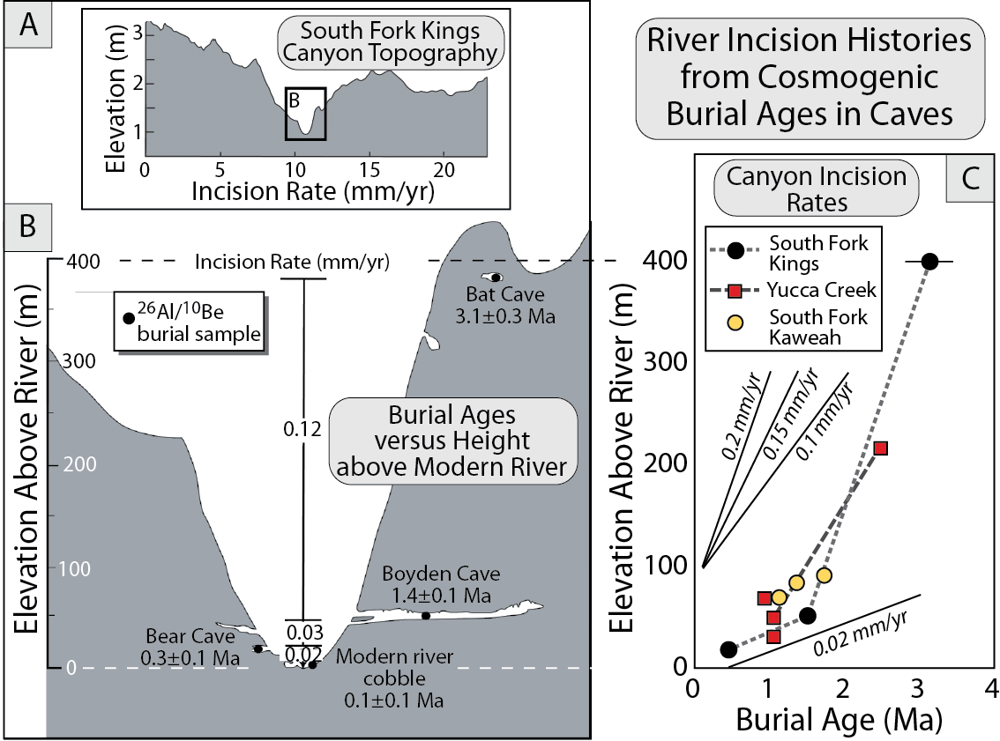 A
South Fork Kings
Canyon Topography
Elevation (m)
3
2
1
B
0
5
10
15
20
Incision Rate (mm/yr)
River Incision Histories
from Cosmogenic
Burial Ages in Caves
B
Elevation Above River (m)
400
300
200
100
0
Incision Rate (mm/yr)
26Al/10Be
burial sample
Bat Cave
3.1±0.3 Ma
0.12
Burial Ages
versus Height
above Modern River
Boyden Cave
1.4±0.1 Ma
Bear Cave
0.3±0.1 Ma
0.03
0.02
Modern river
cobble
0.1±0.1 Ma
C
Canyon Incision
Rates
South Fork
Kings
Yucca Creek
South Fork
Kaweah
Elevation Above River (m)
400
300
200
100
0
0.2 mm/yr
0.15 mm/yr
0.1 mm/yr
0.02 mm/yr
0
1
2
3
4
Burial Age (Ma)